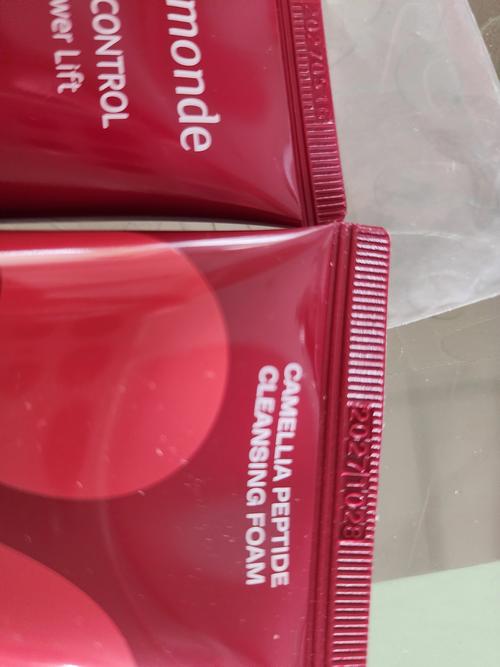 monde
CONTROL
wer Lift
CAMELLIA PEPTIDE
CLEANSING FOAM
20271028